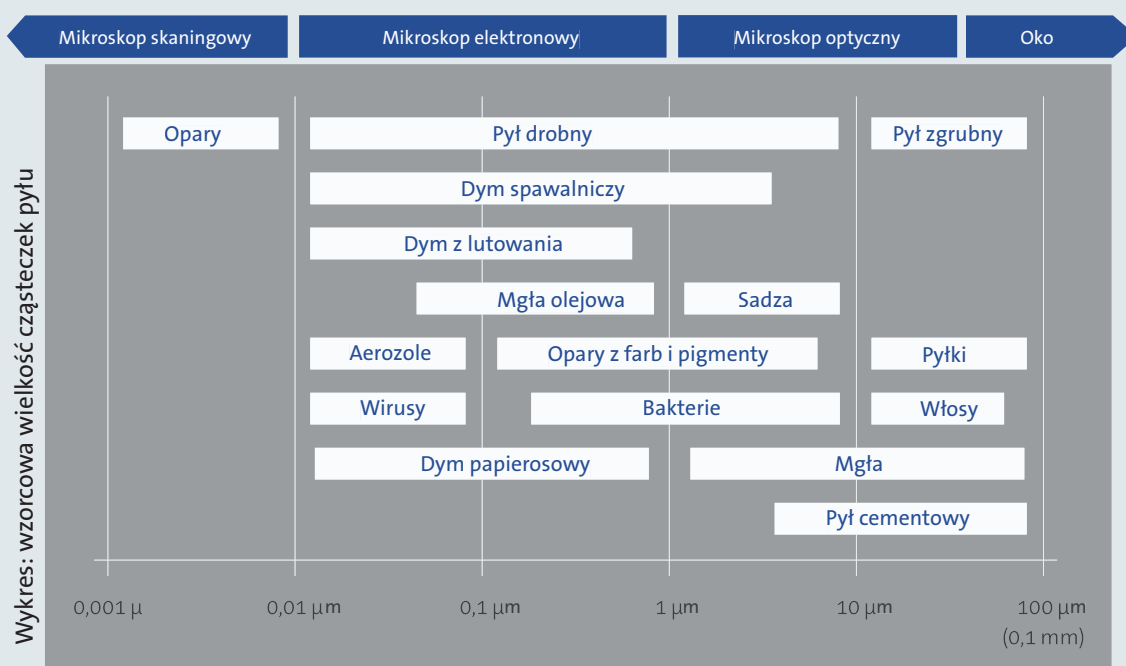 Mikroskop skaningowy Mikroskop elektronowy Mikroskop optyczny Oko
Wykres: wzorcowa wielkość cząsteczek pyłu
Opary Pył drobny Pył zgrubny
Dym spawalniczy
Dym z lutowania
Mgła olejowa Sadza
Aerozole Opary z farb i pigmenty Pyłki
Wirusy Bakterie Włosy
Dym papierosowy Mgła
Pył cementowy
0,001 µ 0,01 µm 0,1 µm 1 µm 10 µm 100 µm
(0,1 mm)